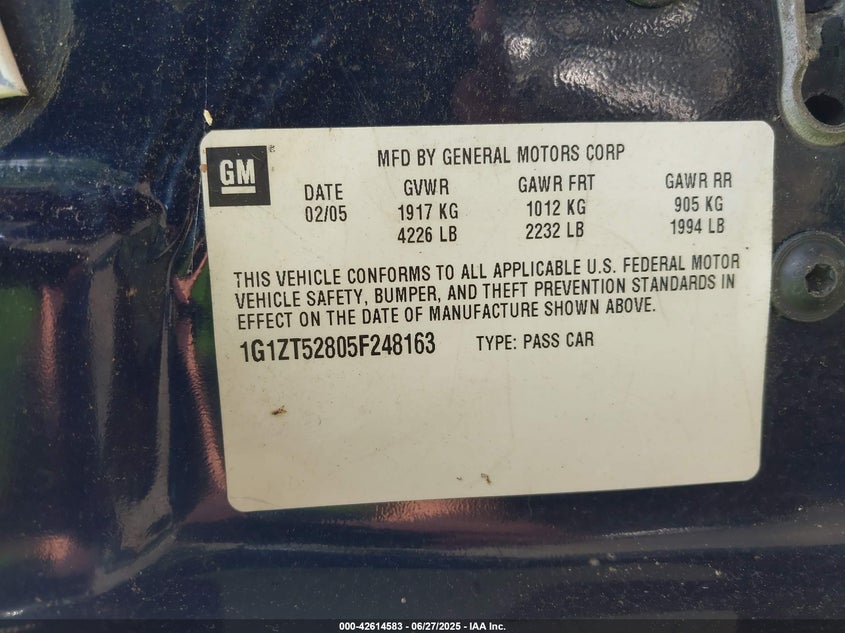 GM
MFD BY GENERAL MOTORS CORP
DATE GVWR GAWR FRT GAWR RR
02/05 1917 KG 1012 KG 905 KG
4226 LB 2232 LB 1994 LB
THIS VEHICLE CONFORMS TO ALL APPLICABLE U.S. FEDERAL MOTOR
VEHICLE SAFETY, BUMPER, AND THEFT PREVENTION STANDARDS IN
EFFECT ON THE DATE OF MANUFACTURE SHOWN ABOVE.
1G1ZT52805F248163 TYPE: PASS CAR
000-42614583 - 06/27/2025 - IAA Inc.